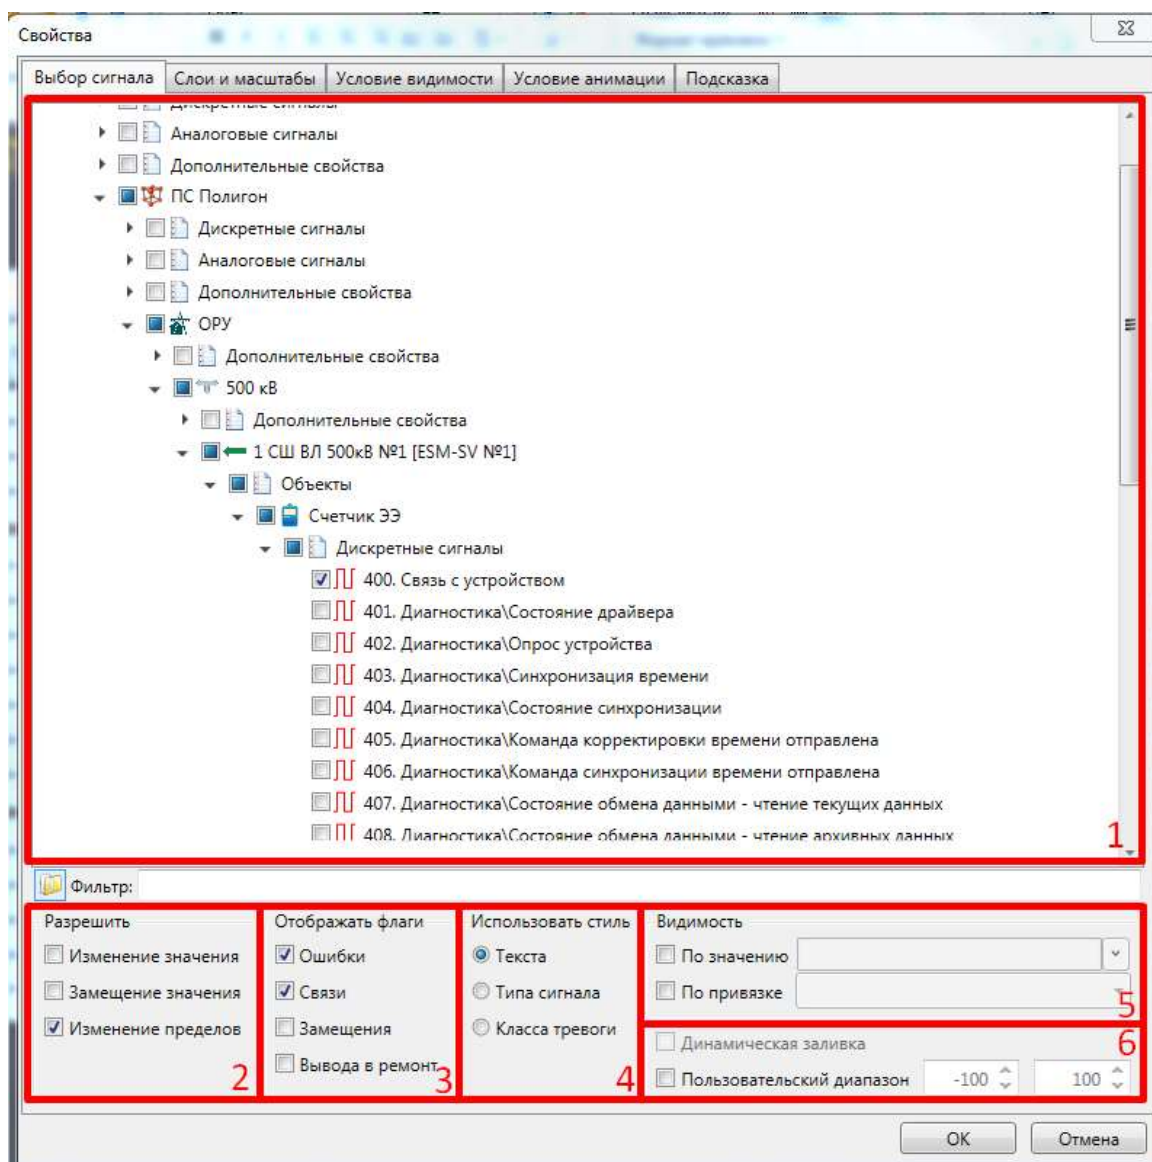 Свойства
Выбор сигнала Слои и масштабы Условие видимости Условие анимации Подсказка
Дискретные сигналы
Аналоговые сигналы
Дополнительные свойства
ПС Полигон
Дискретные сигналы
Аналоговые сигналы
Дополнительные свойства
ОРУ
Дополнительные свойства
500 кВ
Дополнительные свойства
1 СШ ВЛ 500кВ №1 [ESM-SV №1]
Объекты
Счетчик ЭЭ
Дискретные сигналы
400. Связь с устройством
401. Диагностика\Состояние драйвера
402. Диагностика\Опрос устройства
403. Диагностика\Синхронизация времени
404. Диагностика\Состояние синхронизации
405. Диагностика\Команда корректировки времени отправлена
406. Диагностика\Команда синхронизации времени отправлена
407. Диагностика\Состояние обмена данными - чтение текущих данных
408. Диагностика\Состояние обмена данными - чтение архивных данных
1
Фильтр:
Разрешить
Изменение значения
Замещение значения
Изменение пределов
2
Отображать флаги
Ошибки
Связи
Замещения
Вывода в ремонт
3
Использовать стиль
Текста
Типа сигнала
Класса тревоги
4
Видимость
По значению
По привязке
5
Динамическая заливка
6
Пользовательский диапазон -100 100
ОК Отмена